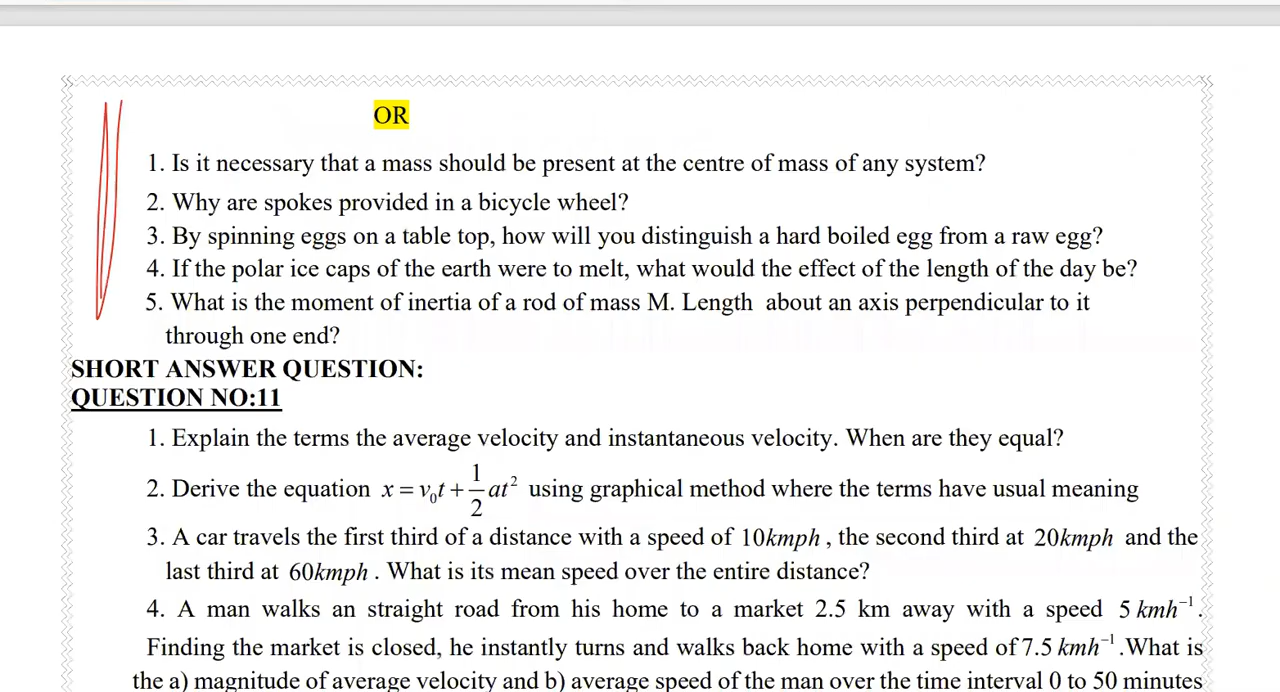 OR
1. Is it necessary that a mass should be present at the centre of mass of any system?
2. Why are spokes provided in a bicycle wheel?
3. By spinning eggs on a table top, how will you distinguish a hard boiled egg from a raw egg?
4. If the polar ice caps of the earth were to melt, what would the effect of the length of the day be?
5. What is the moment of inertia of a rod of mass M. Length about an axis perpendicular to it
through one end?
SHORT ANSWER QUESTION:
QUESTION NO:11
1. Explain the terms the average velocity and instantaneous velocity. When are they equal?
2. Derive the equation x = v₀t + 1/2 at² using graphical method where the terms have usual meaning
3. A car travels the first third of a distance with a speed of 10kmph , the second third at 20kmph and the
last third at 60kmph . What is its mean speed over the entire distance?
4. A man walks an straight road from his home to a market 2.5 km away with a speed 5 kmh⁻¹.
Finding the market is closed, he instantly turns and walks back home with a speed of 7.5 kmh⁻¹.What is
the a) magnitude of average velocity and b) average speed of the man over the time interval 0 to 50 minutes